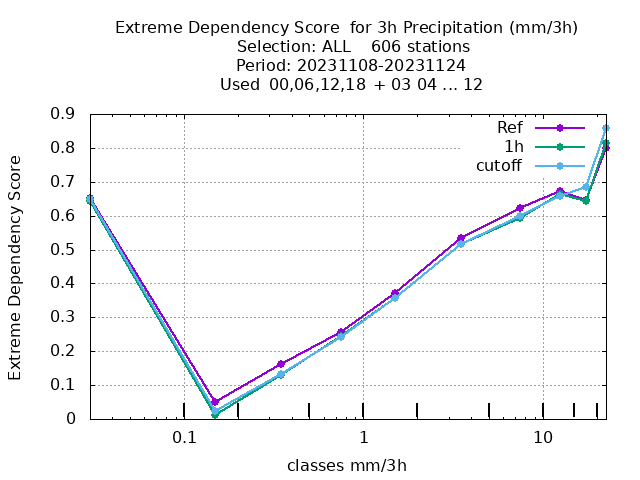 Extreme Dependency Score  for 3h Precipitation (mm/3h)
Selection: ALL    606 stations
Period: 20231108-20231124
Used  00,06,12,18  + 03 04 ... 12
Extreme Dependency Score
0.9
0.8
0.7
0.6
0.5
0.4
0.3
0.2
0.1
0
Ref
1h
cutoff
0.1
1
10
classes mm/3h